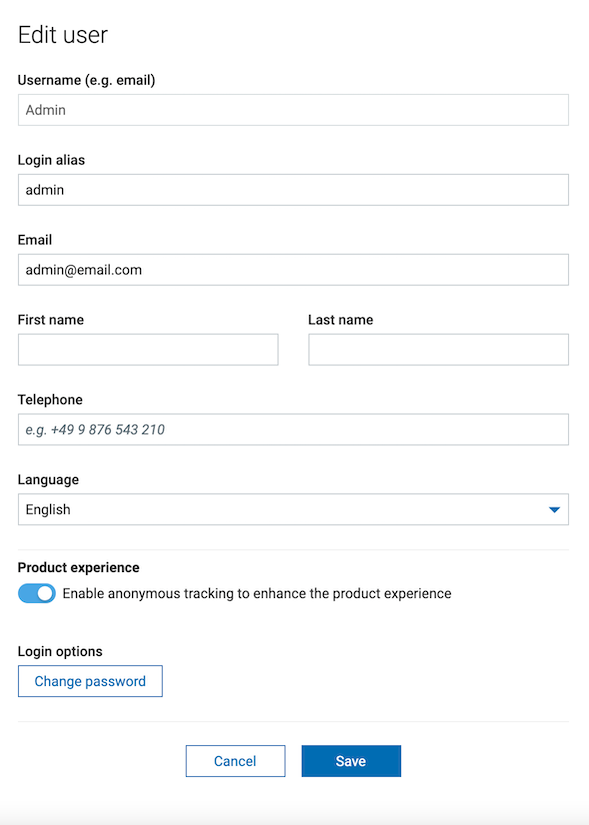 Edit user
Username (e.g. email)
Admin
Login alias
admin
Email
admin@email.com
First name
Last name
Telephone
e.g. +49 9 876 543 210
Language
English
Product experience
Enable anonymous tracking to enhance the product experience
Login options
Change password
Cancel
Save